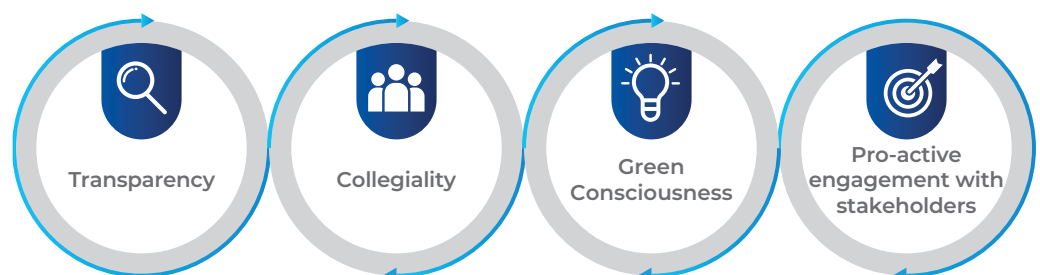 Transparency
Collegiality
Green
Consciousness
Pro-active
engagement with
stakeholders